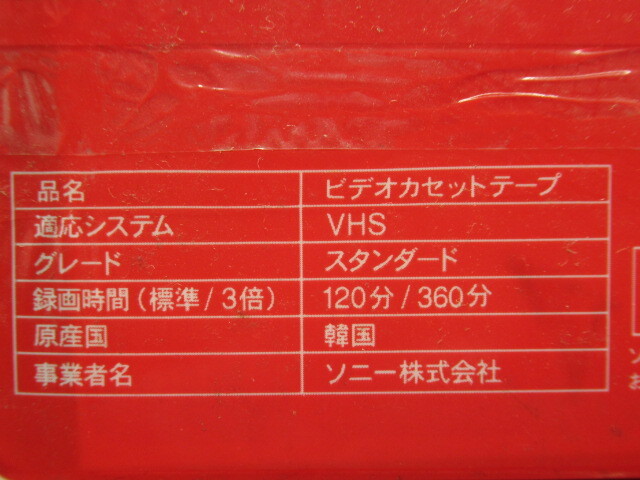 品名 ビデオカセットテープ
適応システム VHS
グレード スタンダード
録画時間(標準/3倍) 120分/360分
原産国 韓国
事業者名 ソニー株式会社